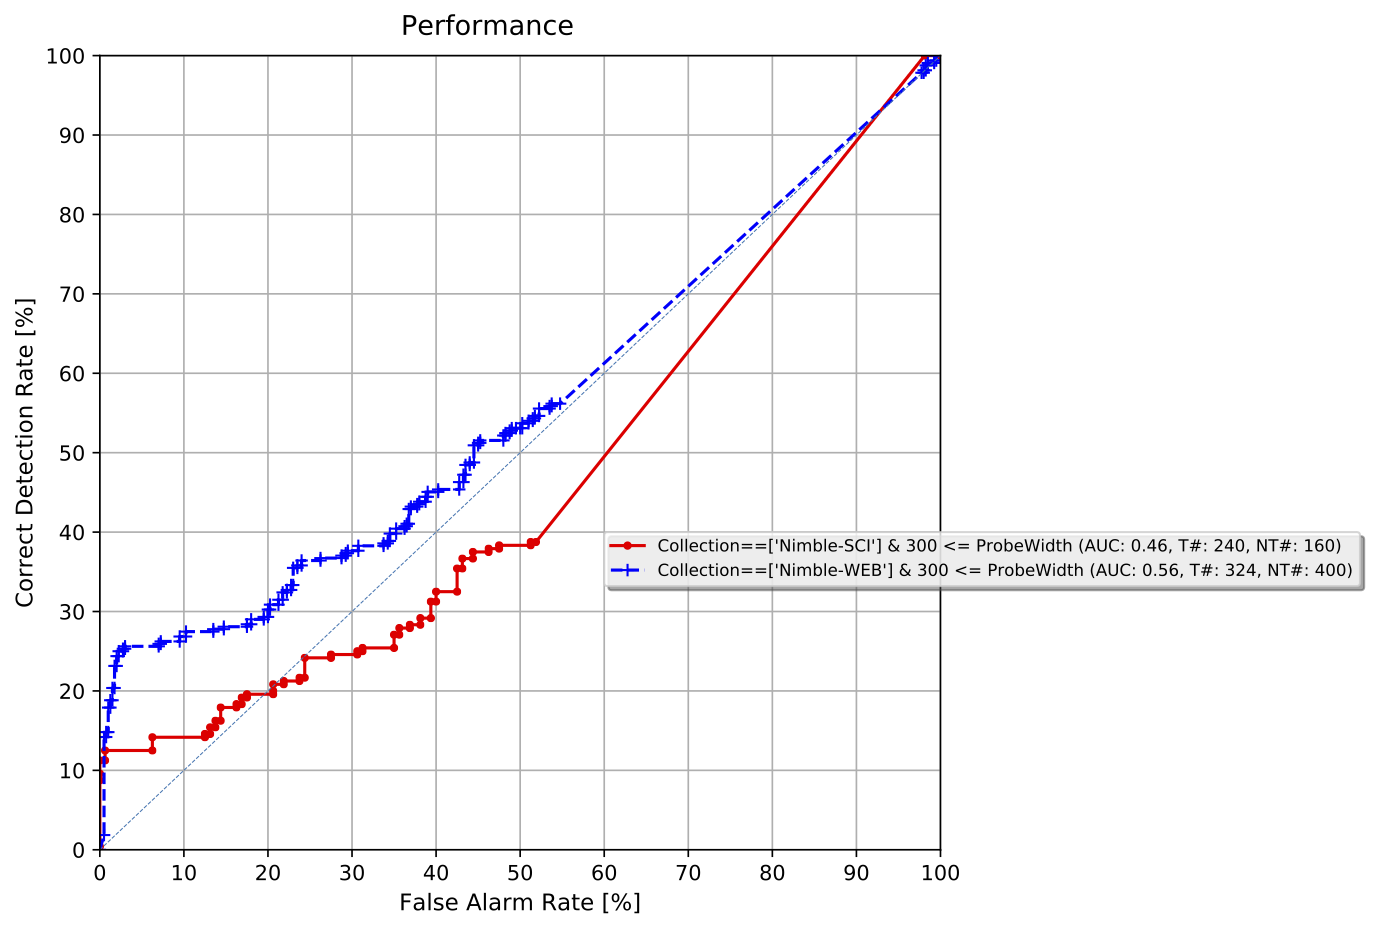 Performance
Correct Detection Rate [%]
100
90
80
70
60
50
40
30
20
10
0
0 10 20 30 40 50 60 70 80 90 100
False Alarm Rate [%]
Collection==['Nimble-SCI'] & 300 <= ProbeWidth (AUC: 0.46, T#: 240, NT#: 160)
Collection==['Nimble-WEB'] & 300 <= ProbeWidth (AUC: 0.56, T#: 324, NT#: 400)